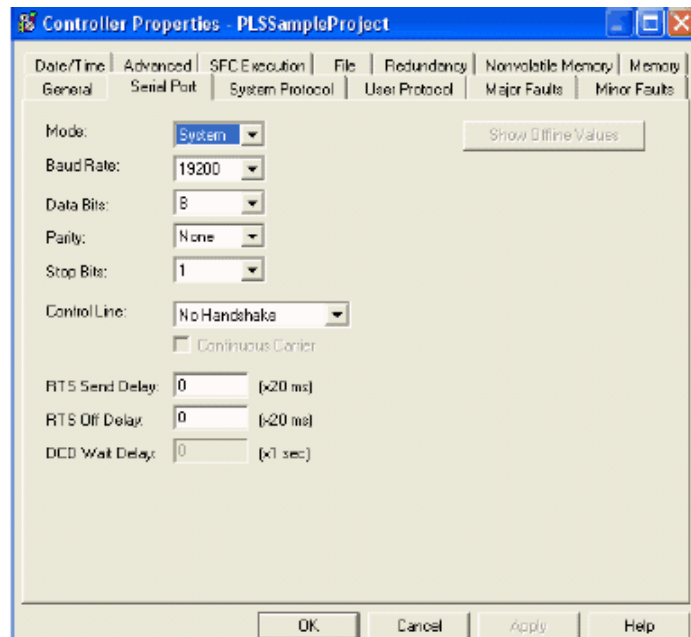 Controller Properties - PLSSampleProject
Date/Time Advanced SFC Execution File Redundancy Nonvolatile Memory Memory
General Serial Port System Protocol User Protocol Major Faults Minor Faults
Mode: System Show Offline Values
Baud Rate: 19200
Data Bits: 8
Parity: None
Stop Bits: 1
Control Line: No Handshake
Continuous Carrier
RTS Send Delay: 0 (x20 ms)
RTS Off Delay: 0 (x20 ms)
DCD Wait Delay: 0 (x1 sec)
OK Cancel Apply Help